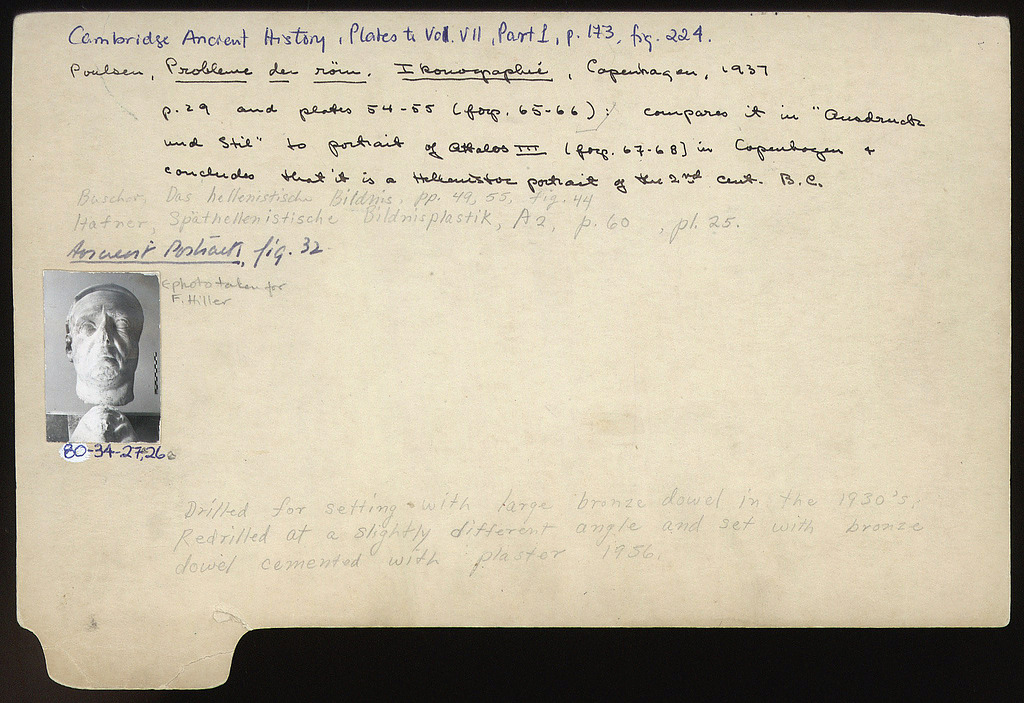 Cambridge Ancient History, Plates to Vol. VII, Part 1, p. 173, fig. 224.
Poulsen, Probleme der röm. Ikonographie, Copenhagen, 1937
p. 29 and plates 54-55 (figs. 65-66): compares it in "Ausdruck
und Stil" to portrait of Attalos III (figs. 67-68) in Copenhagen +
concludes that it is a Hellenistic portrait of the 2nd cent. B.C.
Buschor, Das hellenistische Bildnis, pp. 49, 55, fig. 44
Hafner, Späthellenistische Bildnisplastik, A2, p. 60, pl. 25.
Ancient Portraits, fig. 32
photo taken for
F. Hiller
80-34-27,26
Drilled for setting with large bronze dowel in the 1930's.
Redrilled at a slightly different angle and set with bronze
dowel cemented with plaster 1956.